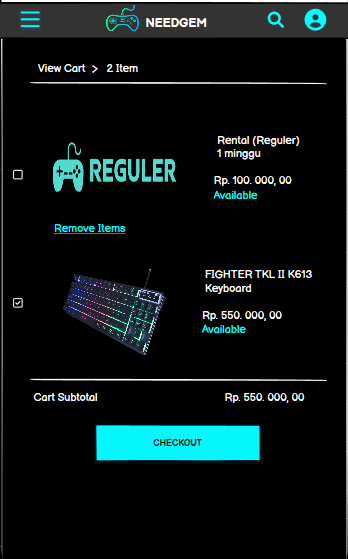 NEEDGEM
View Cart > 2 Item
REGULER
Rental (Reguler)
1 minggu
Rp. 100. 000, 00
Available
Remove Items
FIGHTER TKL II K613
Keyboard
Rp. 550. 000, 00
Available
Cart Subtotal Rp. 550. 000, 00
CHECKOUT